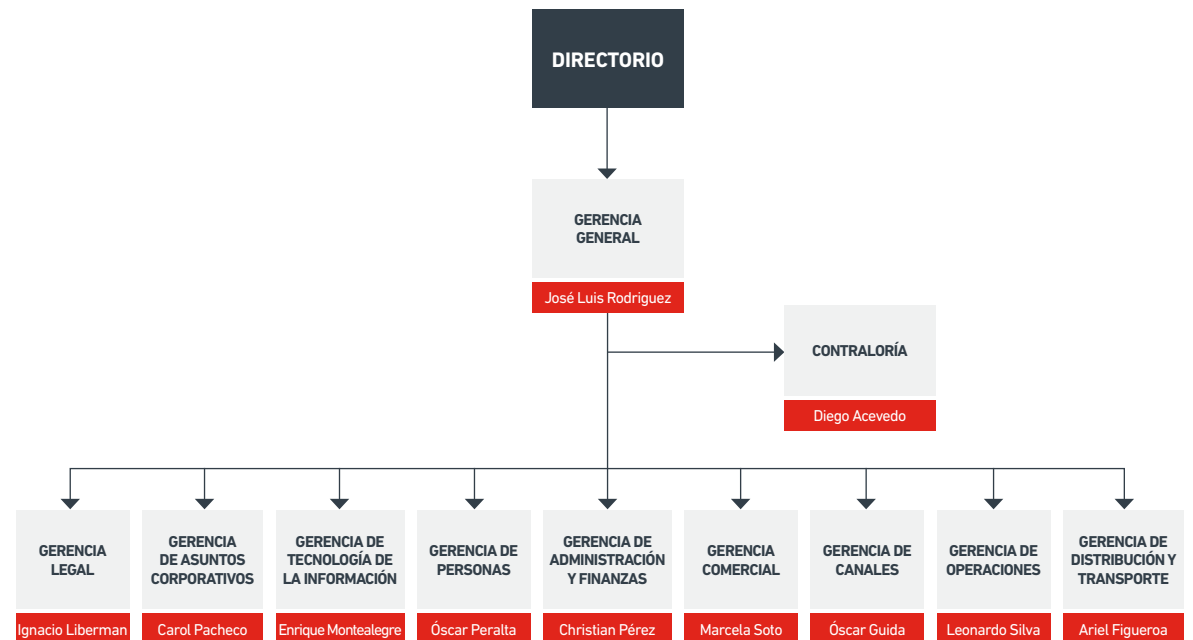 DIRECTORIO
GERENCIA
GENERAL
José Luis Rodriguez
CONTRALORÍA
Diego Acevedo
GERENCIA
LEGAL
Ignacio Liberman
GERENCIA
DE ASUNTOS
CORPORATIVOS
Carol Pacheco
GERENCIA DE
TECNOLOGÍA DE
LA INFORMACIÓN
Enrique Montealegre
GERENCIA DE
PERSONAS
Óscar Peralta
GERENCIA DE
ADMINISTRACIÓN
Y FINANZAS
Christian Pérez
GERENCIA
COMERCIAL
Marcela Soto
GERENCIA DE
CANALES
Óscar Guida
GERENCIA DE
OPERACIONES
Leonardo Silva
GERENCIA DE
DISTRIBUCIÓN Y
TRANSPORTE
Ariel Figueroa